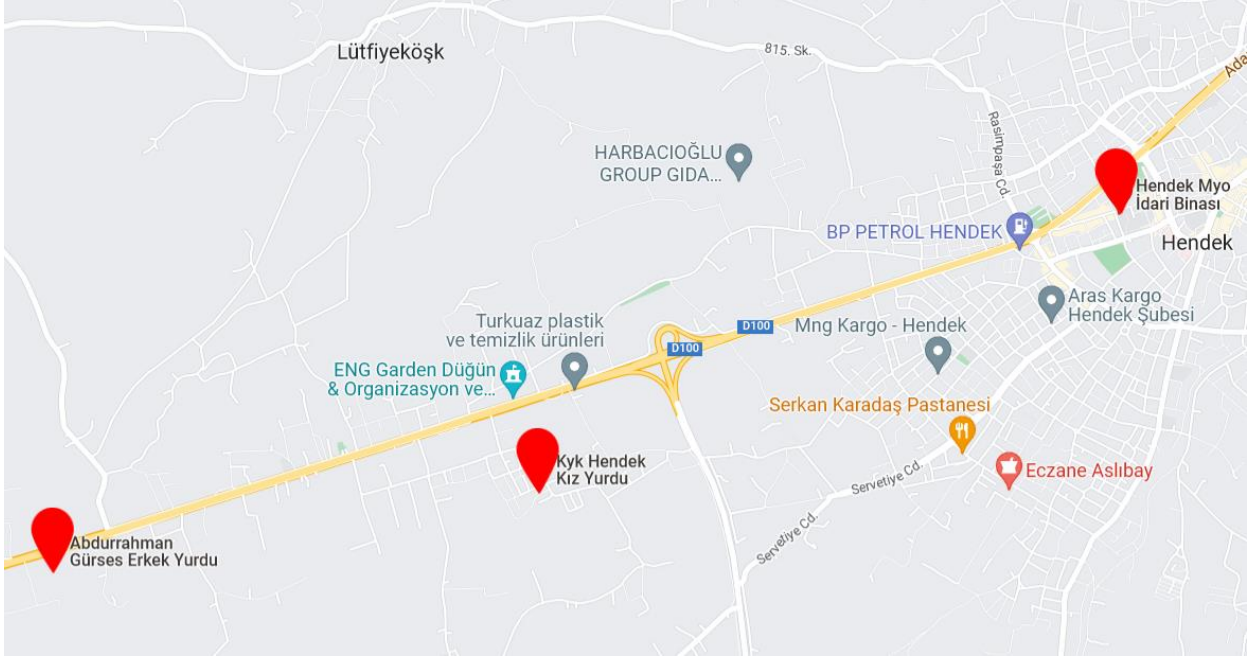 Lütfiyeköşk
815. Sk.
Ada
Rasimpaşa Cd.
HARBACIOĞLU
GROUP GIDA...
Hendek Myo
İdari Binası
BP PETROL HENDEK
Hendek
Aras Kargo
Hendek Şubesi
Turkuaz plastik
ve temizlik ürünleri
D100
Mng Kargo - Hendek
D100
ENG Garden Düğün
& Organizasyon ve...
Serkan Karadaş Pastanesi
Kyk Hendek
Kız Yurdu
Servetiye Cd.
Eczane Aslıbay
Servetiye Cd.
Abdurrahman
Gürses Erkek Yurdu